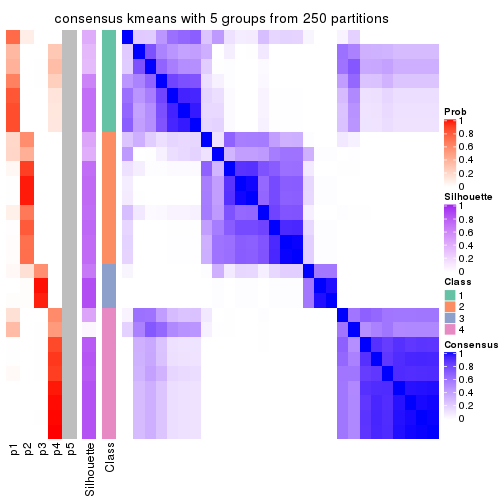 consensus kmeans with 5 groups from 250 partitions
Prob
1
0.8
0.6
0.4
0.2
0
Silhouette
1
0.8
0.6
0.4
0.2
0
Class
1
2
3
4
Consensus
1
0.8
0.6
0.4
0.2
0
p1
p2
p3
p4
p5
Silhouette
Class